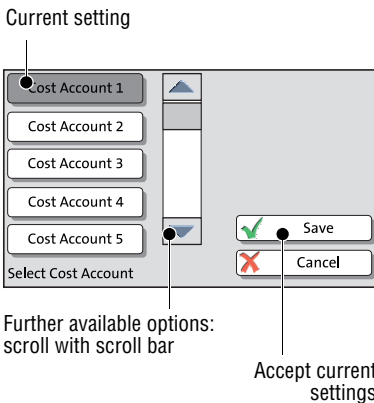 Current setting
Cost Account 1
Cost Account 2
Cost Account 3
Cost Account 4
Cost Account 5
Select Cost Account
Save
Cancel
Further available options:
scroll with scroll bar
Accept current
settings